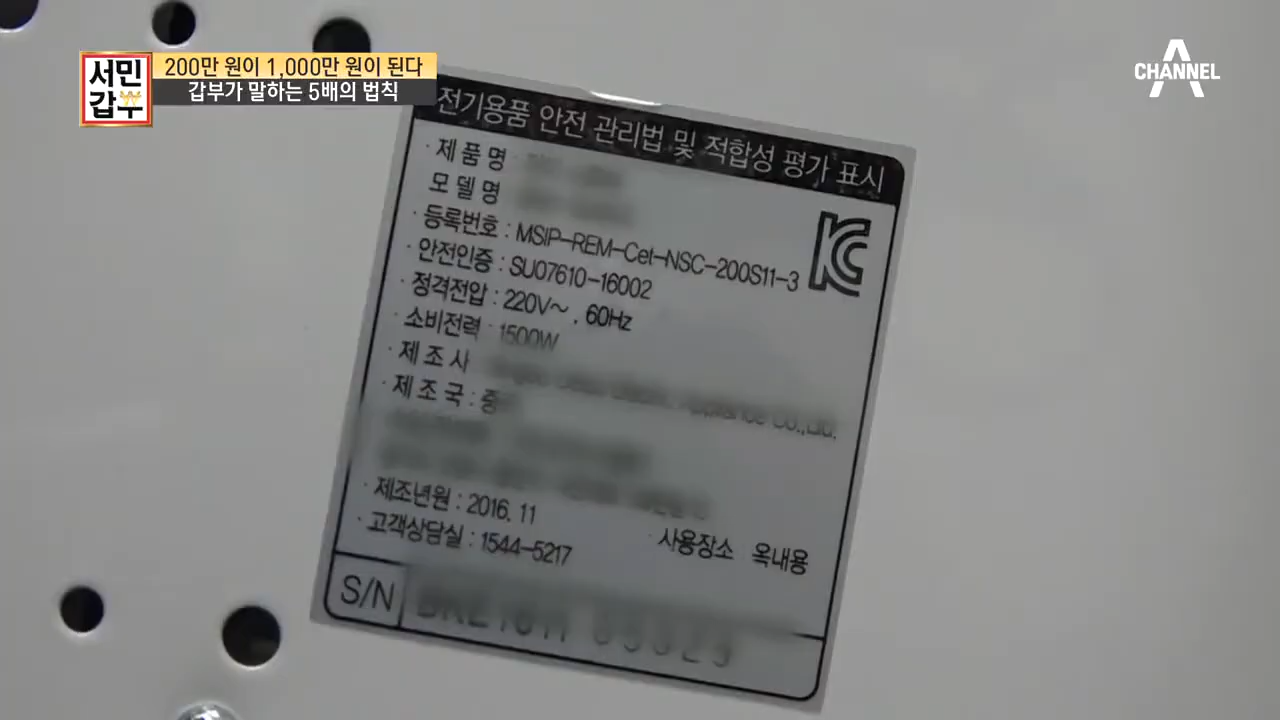 서민갑부
200만 원이 1,000만 원이 된다
갑부가 말하는 5배의 법칙
CHANNEL A
전기용품 안전 관리법 및 적합성 평가 표시
· 제 품 명
모 델 명
· 등록번호 : MSIP-REM-Cet-NSC-200S11-3
· 안전인증 : SU07610-16002
· 정격전압 : 220V~ , 60Hz
· 소비전력 : 1500W
· 제 조 사 Co.,Ltd.
· 제 조 국 : 중
· 제조년원 : 2016. 11
· 사용장소 옥내용
· 고객상담실 : 1544-5217
S/N